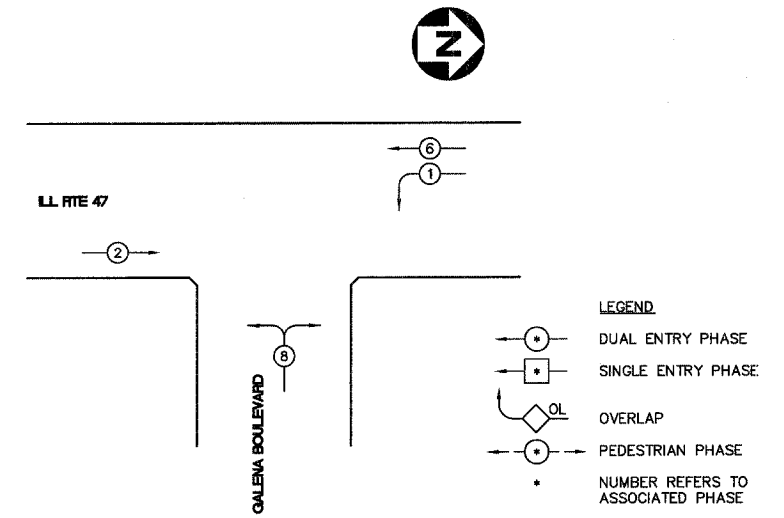 N
6
1
ILL RTE 47
2
8
GALENA BOULEVARD
LEGEND
* DUAL ENTRY PHASE
* SINGLE ENTRY PHASE
OL OVERLAP
* PEDESTRIAN PHASE
* NUMBER REFERS TO
ASSOCIATED PHASE